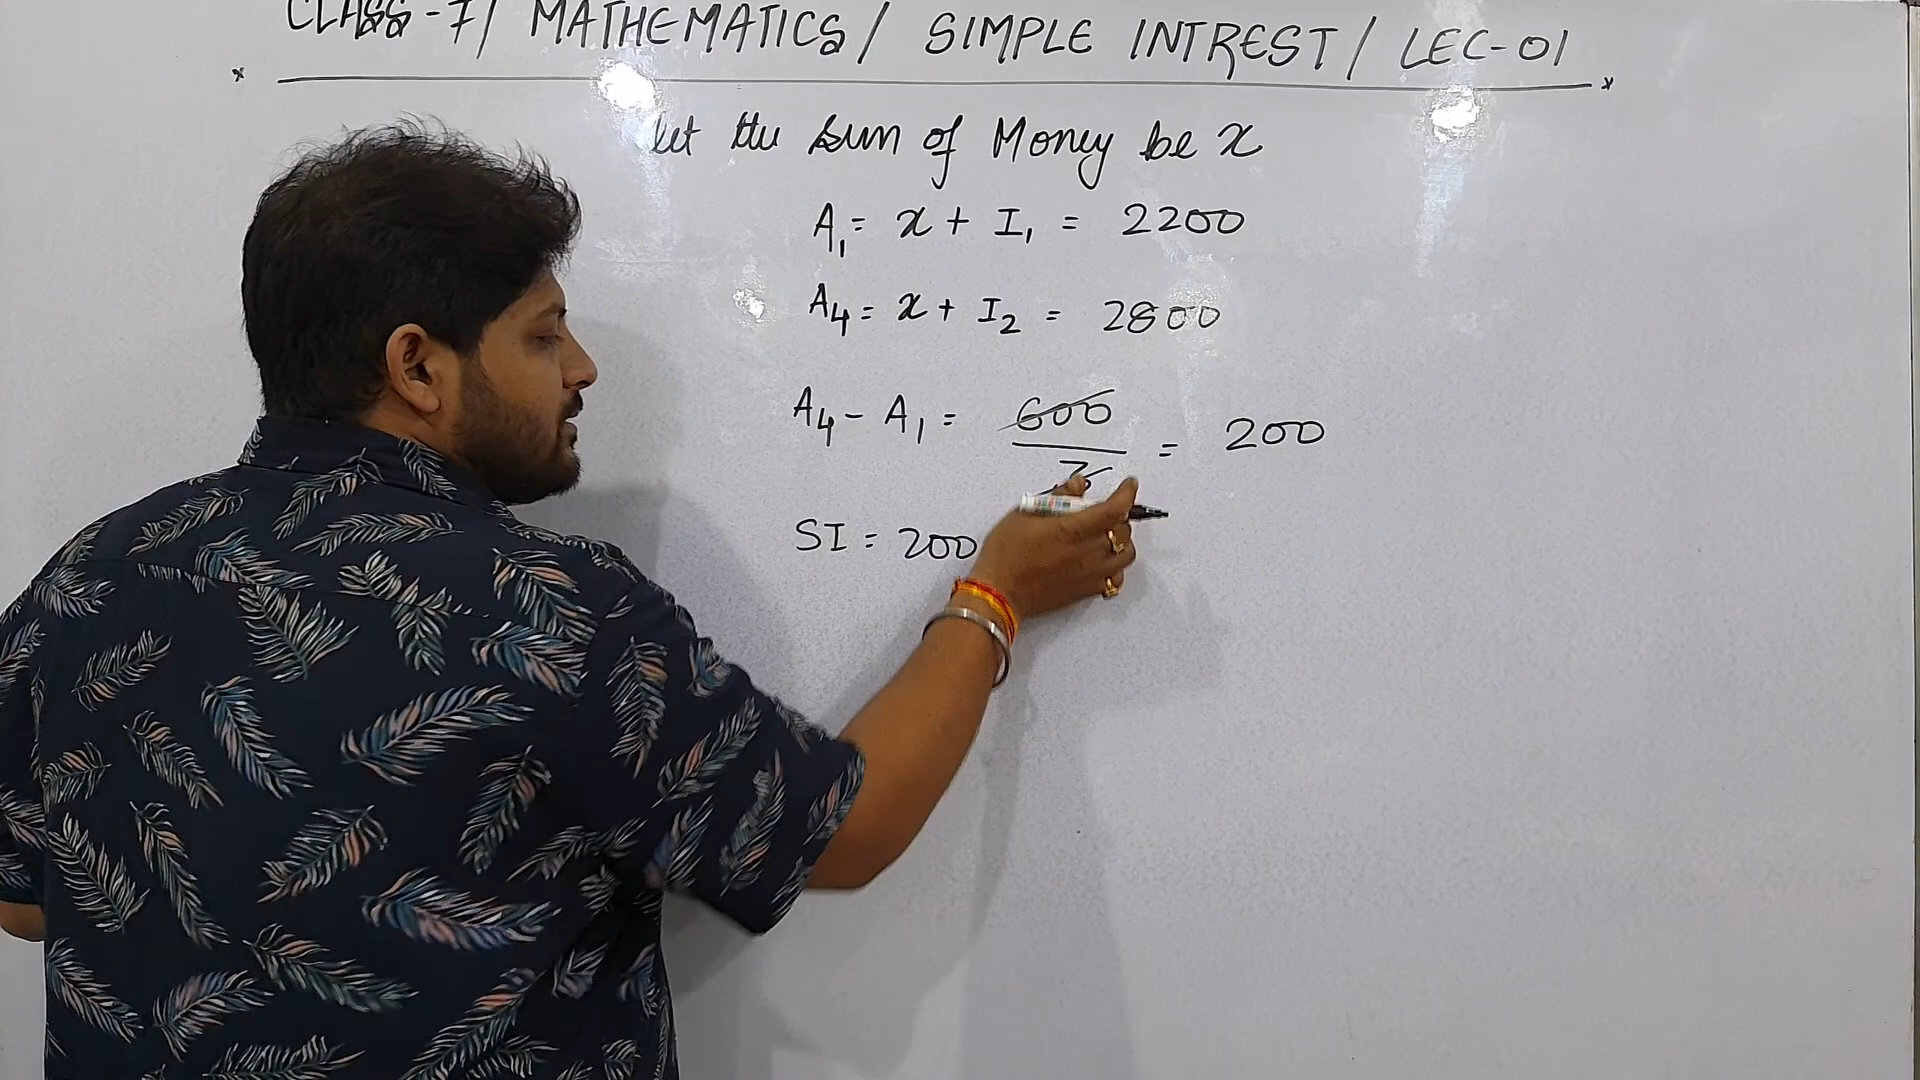 CLASS-7/ MATHEMATICS/ SIMPLE INTREST/ LEC-01
let the sum of Money be x
A₁ = x + I₁ = 2200
A₄ = x + I₂ = 2800
A₄ - A₁ = 600/3 = 200
SI = 200